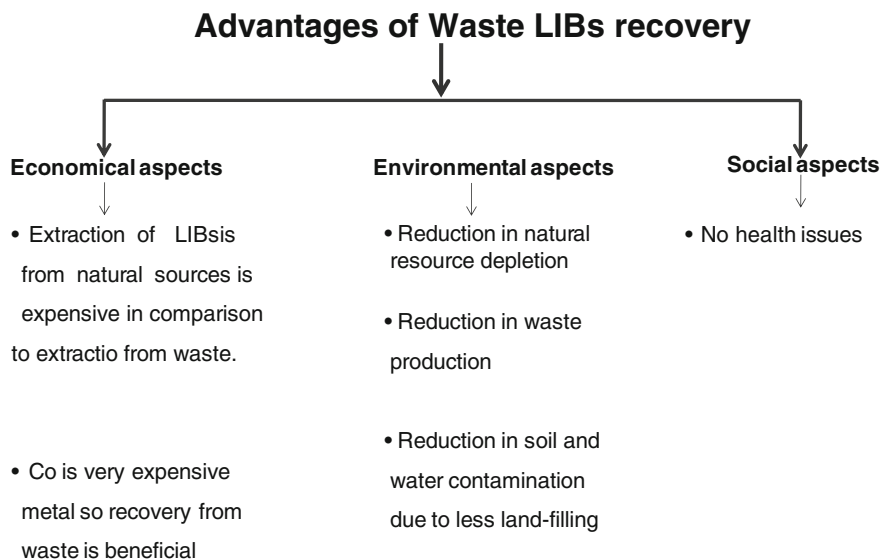 Advantages of Waste LIBs recovery
Economical aspects
• Extraction of LIBsis
from natural sources is
expensive in comparison
to extractio from waste.
• Co is very expensive
metal so recovery from
waste is beneficial
Environmental aspects
• Reduction in natural
resource depletion
• Reduction in waste
production
• Reduction in soil and
water contamination
due to less land-filling
Social aspects
• No health issues